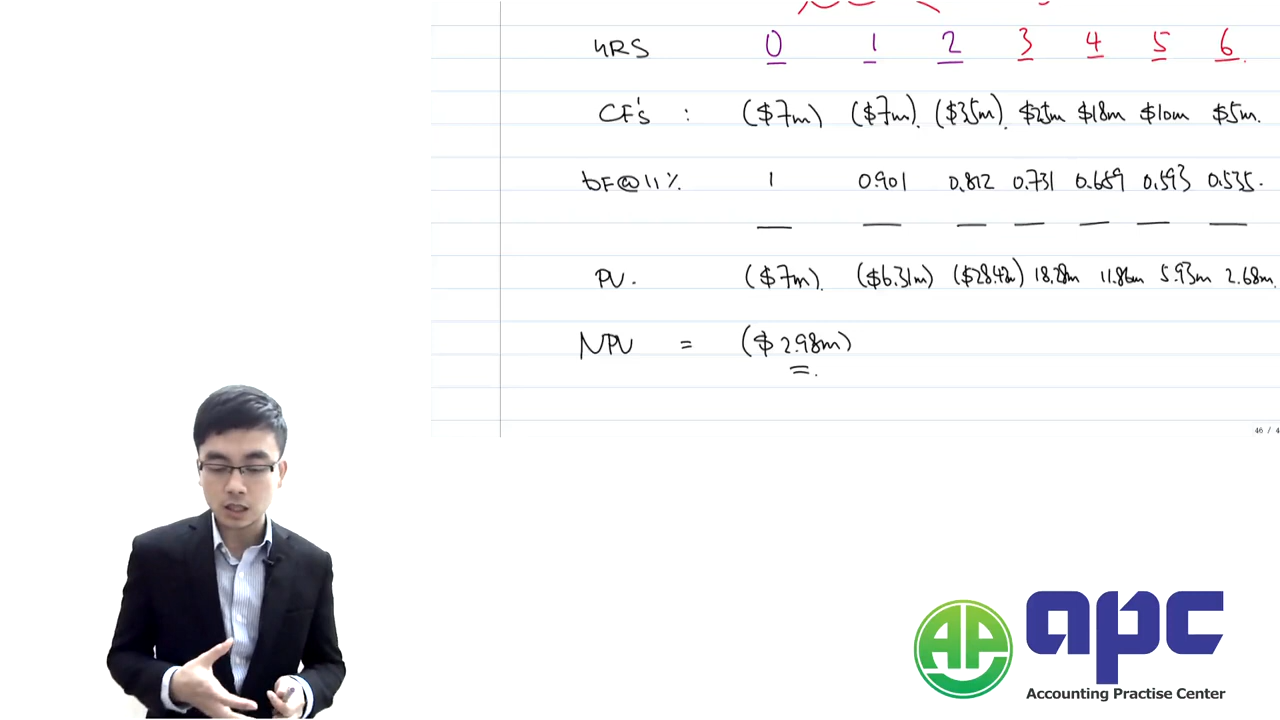 YRS 0 1 2 3 4 5 6
CF's : ($7m) ($7m). ($35m). $25m $18m $10m $5m.
DF@11% 1 0.901 0.812 0.731 0.659 0.593 0.535.
PV. ($7m). ($6.31m) ($28.42m) 18.28m 11.86m 5.93m 2.68m.
NPV = ($2.98m)
46 / 4
AP
apc
Accounting Practise Center